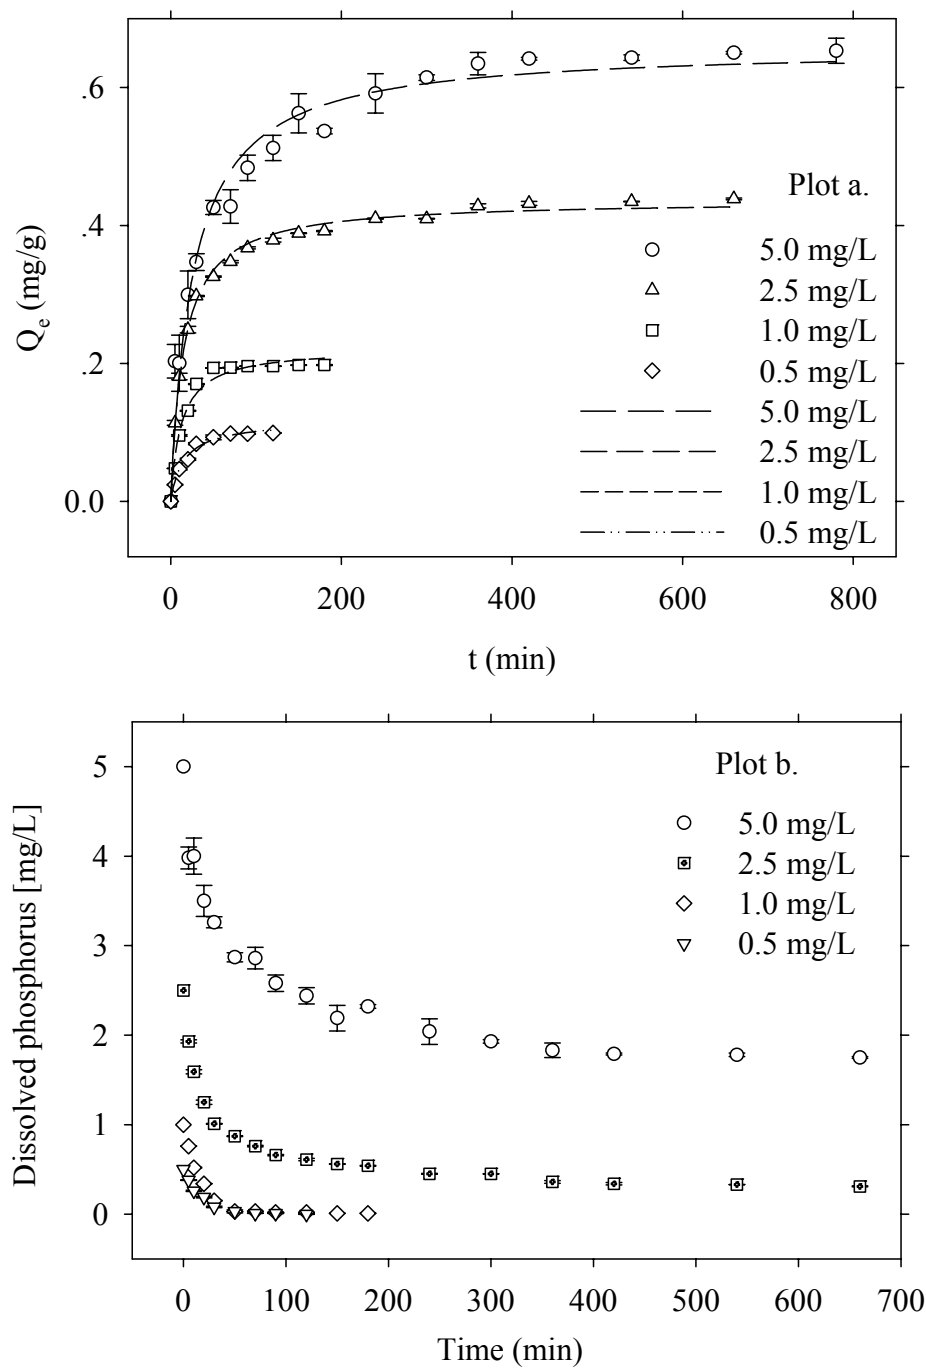 .6
.4
.2
0.0
Q_e (mg/g)
Plot a.
5.0 mg/L
2.5 mg/L
1.0 mg/L
0.5 mg/L
5.0 mg/L
2.5 mg/L
1.0 mg/L
0.5 mg/L
0 200 400 600 800
t (min)
5
4
3
2
1
0
Dissolved phosphorus [mg/L]
Plot b.
5.0 mg/L
2.5 mg/L
1.0 mg/L
0.5 mg/L
0 100 200 300 400 500 600 700
Time (min)